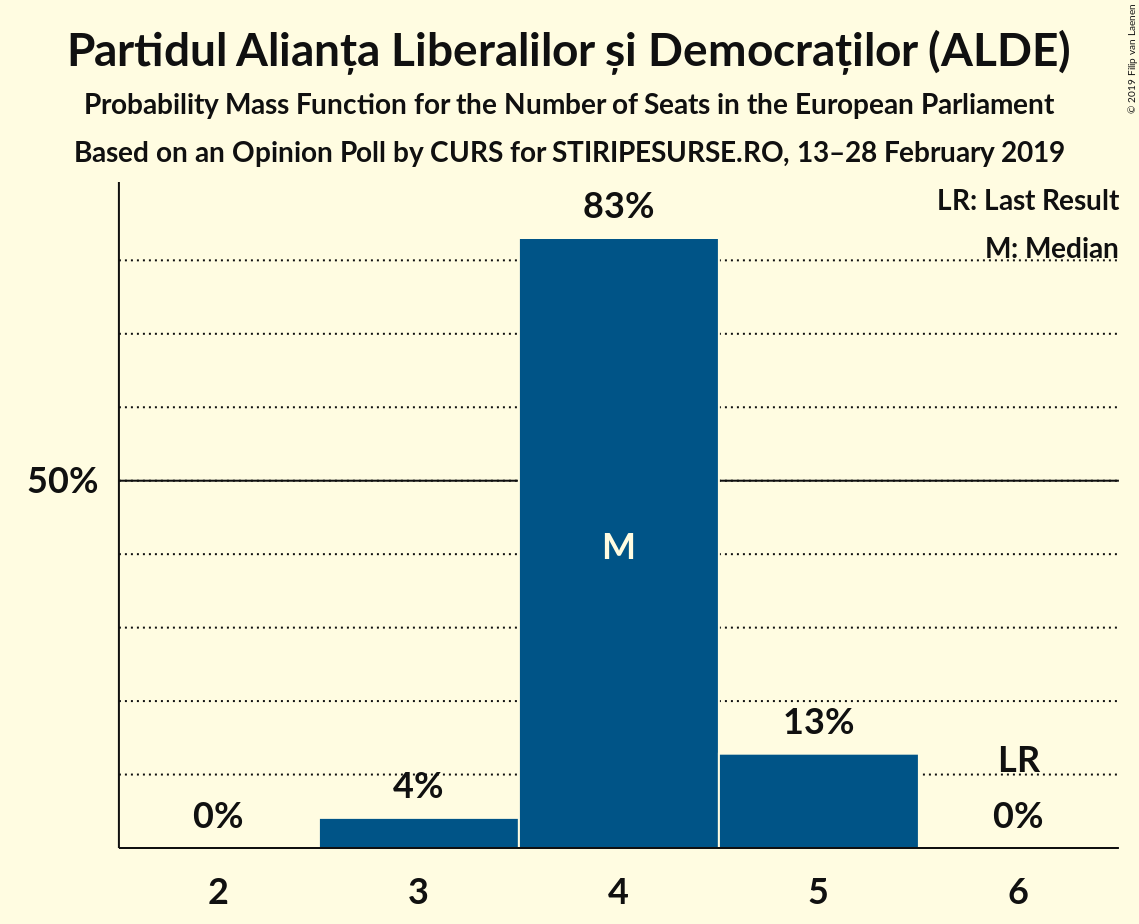 Partidul Alianța Liberalilor și Democraților (ALDE)
Probability Mass Function for the Number of Seats in the European Parliament
Based on an Opinion Poll by CURS for STIRIPESURSE.RO, 13–28 February 2019
© 2019 Filip van Laenen
LR: Last Result
M: Median
83%
50%
M
13%
LR
4%
0%
0%
2 3 4 5 6